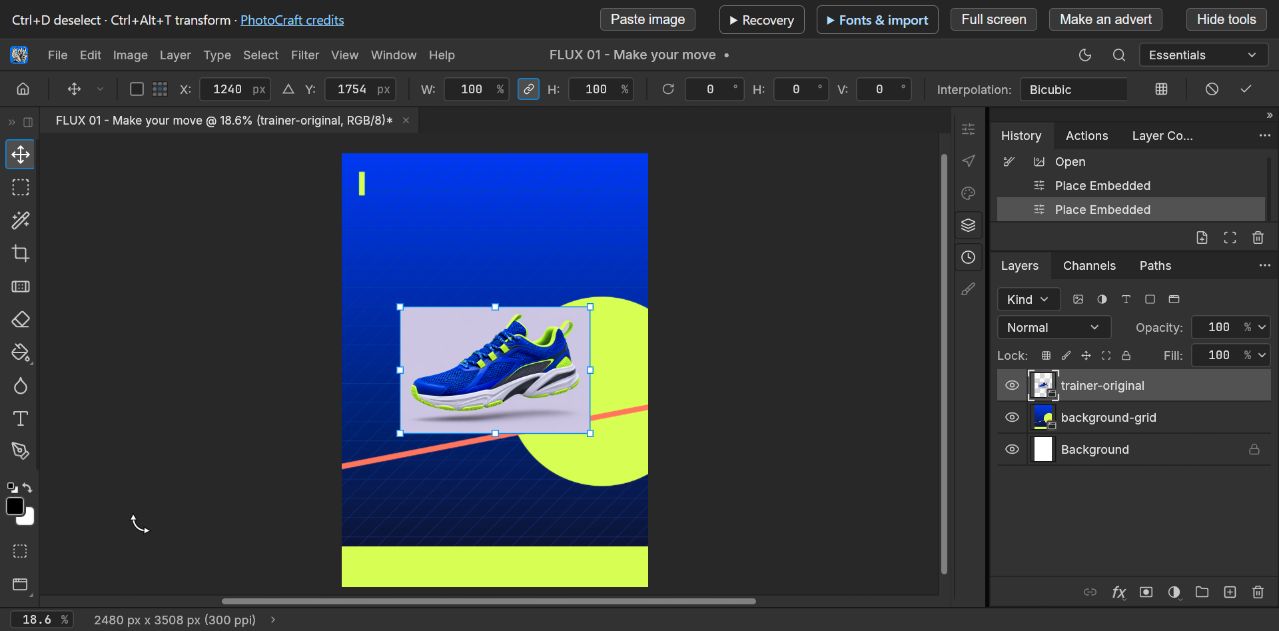 Ctrl+D deselect · Ctrl+Alt+T transform · PhotoCraft credits
Paste image
▶ Recovery
▶ Fonts & import
Full screen
Make an advert
Hide tools
File Edit Image Layer Type Select Filter View Window Help
FLUX 01 - Make your move •
Essentials
X: 1240 px Y: 1754 px W: 100 % H: 100 % 0 ° H: 0 ° V: 0 ° Interpolation: Bicubic
FLUX 01 - Make your move @ 18.6% (trainer-original, RGB/8)* ×
History Actions Layer Co...
Open
Place Embedded
Place Embedded
Layers Channels Paths
Kind
Normal Opacity: 100 %
Lock: Fill: 100 %
trainer-original
background-grid
Background
fx
18.6 % 2480 px x 3508 px (300 ppi)